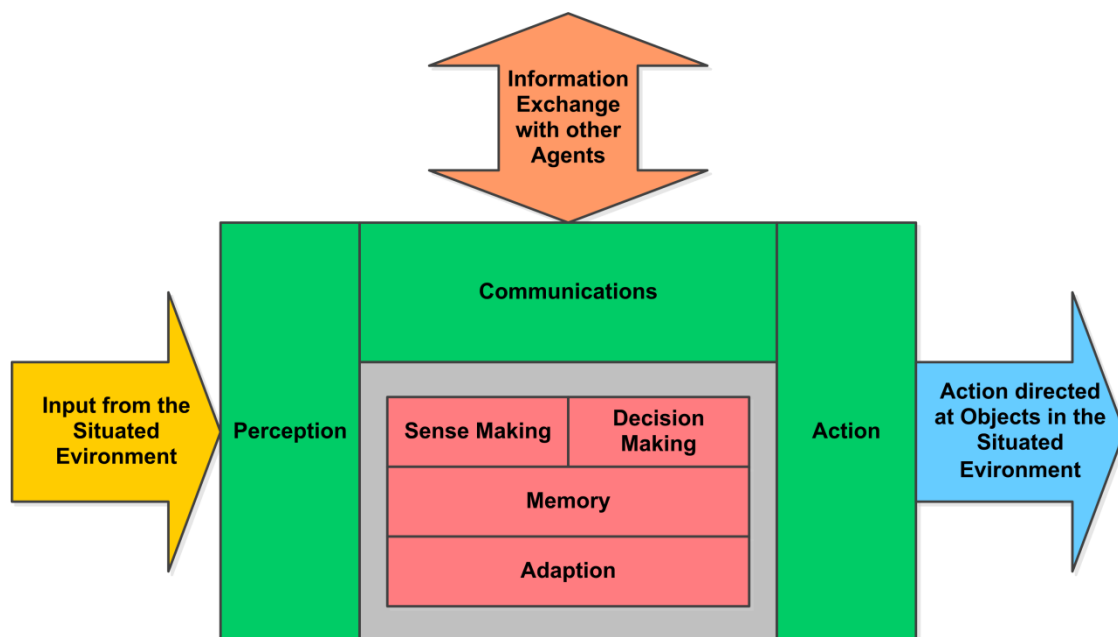 Information
Exchange
with other
Agents
Communications
Input from the
Situated
Evironment
Perception
Sense Making
Decision
Making
Memory
Adaption
Action
Action directed
at Objects in the
Situated
Evironment